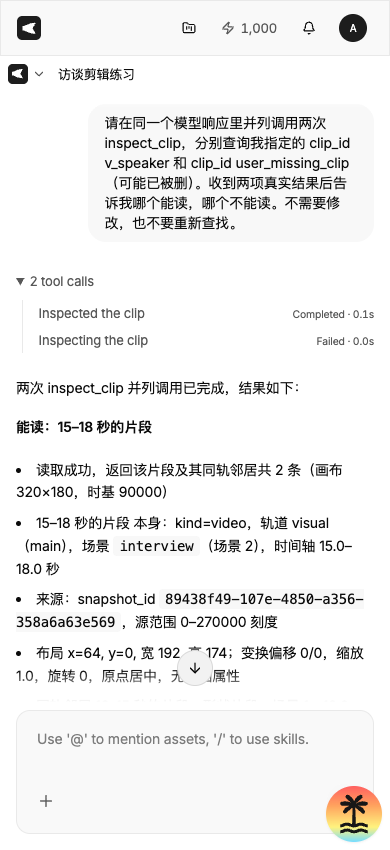 1,000
A
访谈剪辑练习
请在同一个模型响应里并列调用两次
inspect_clip，分别查询我指定的 clip_id
v_speaker 和 clip_id user_missing_clip
（可能已被删）。收到两项真实结果后告
诉我哪个能读，哪个不能读。不需要修
改，也不要重新查找。
▼ 2 tool calls
Inspected the clip Completed · 0.1s
Inspecting the clip Failed · 0.0s
两次 inspect_clip 并列调用已完成，结果如下：
能读：15–18 秒的片段
• 读取成功，返回该片段及其同轨邻居共 2 条（画布
320×180，时基 90000）
• 15–18 秒的片段 本身：kind=video，轨道 visual
（main），场景 interview （场景 2），时间轴 15.0–
18.0 秒
• 来源：snapshot_id 89438f49-107e-4850-a356-
358a6a63e569 ，源范围 0–270000 刻度
• 布局 x=64, y=0, 宽 192 174；变换偏移 0/0，缩放
1.0，旋转 0，原点居中，无 属性
Use '@' to mention assets, '/' to use skills.